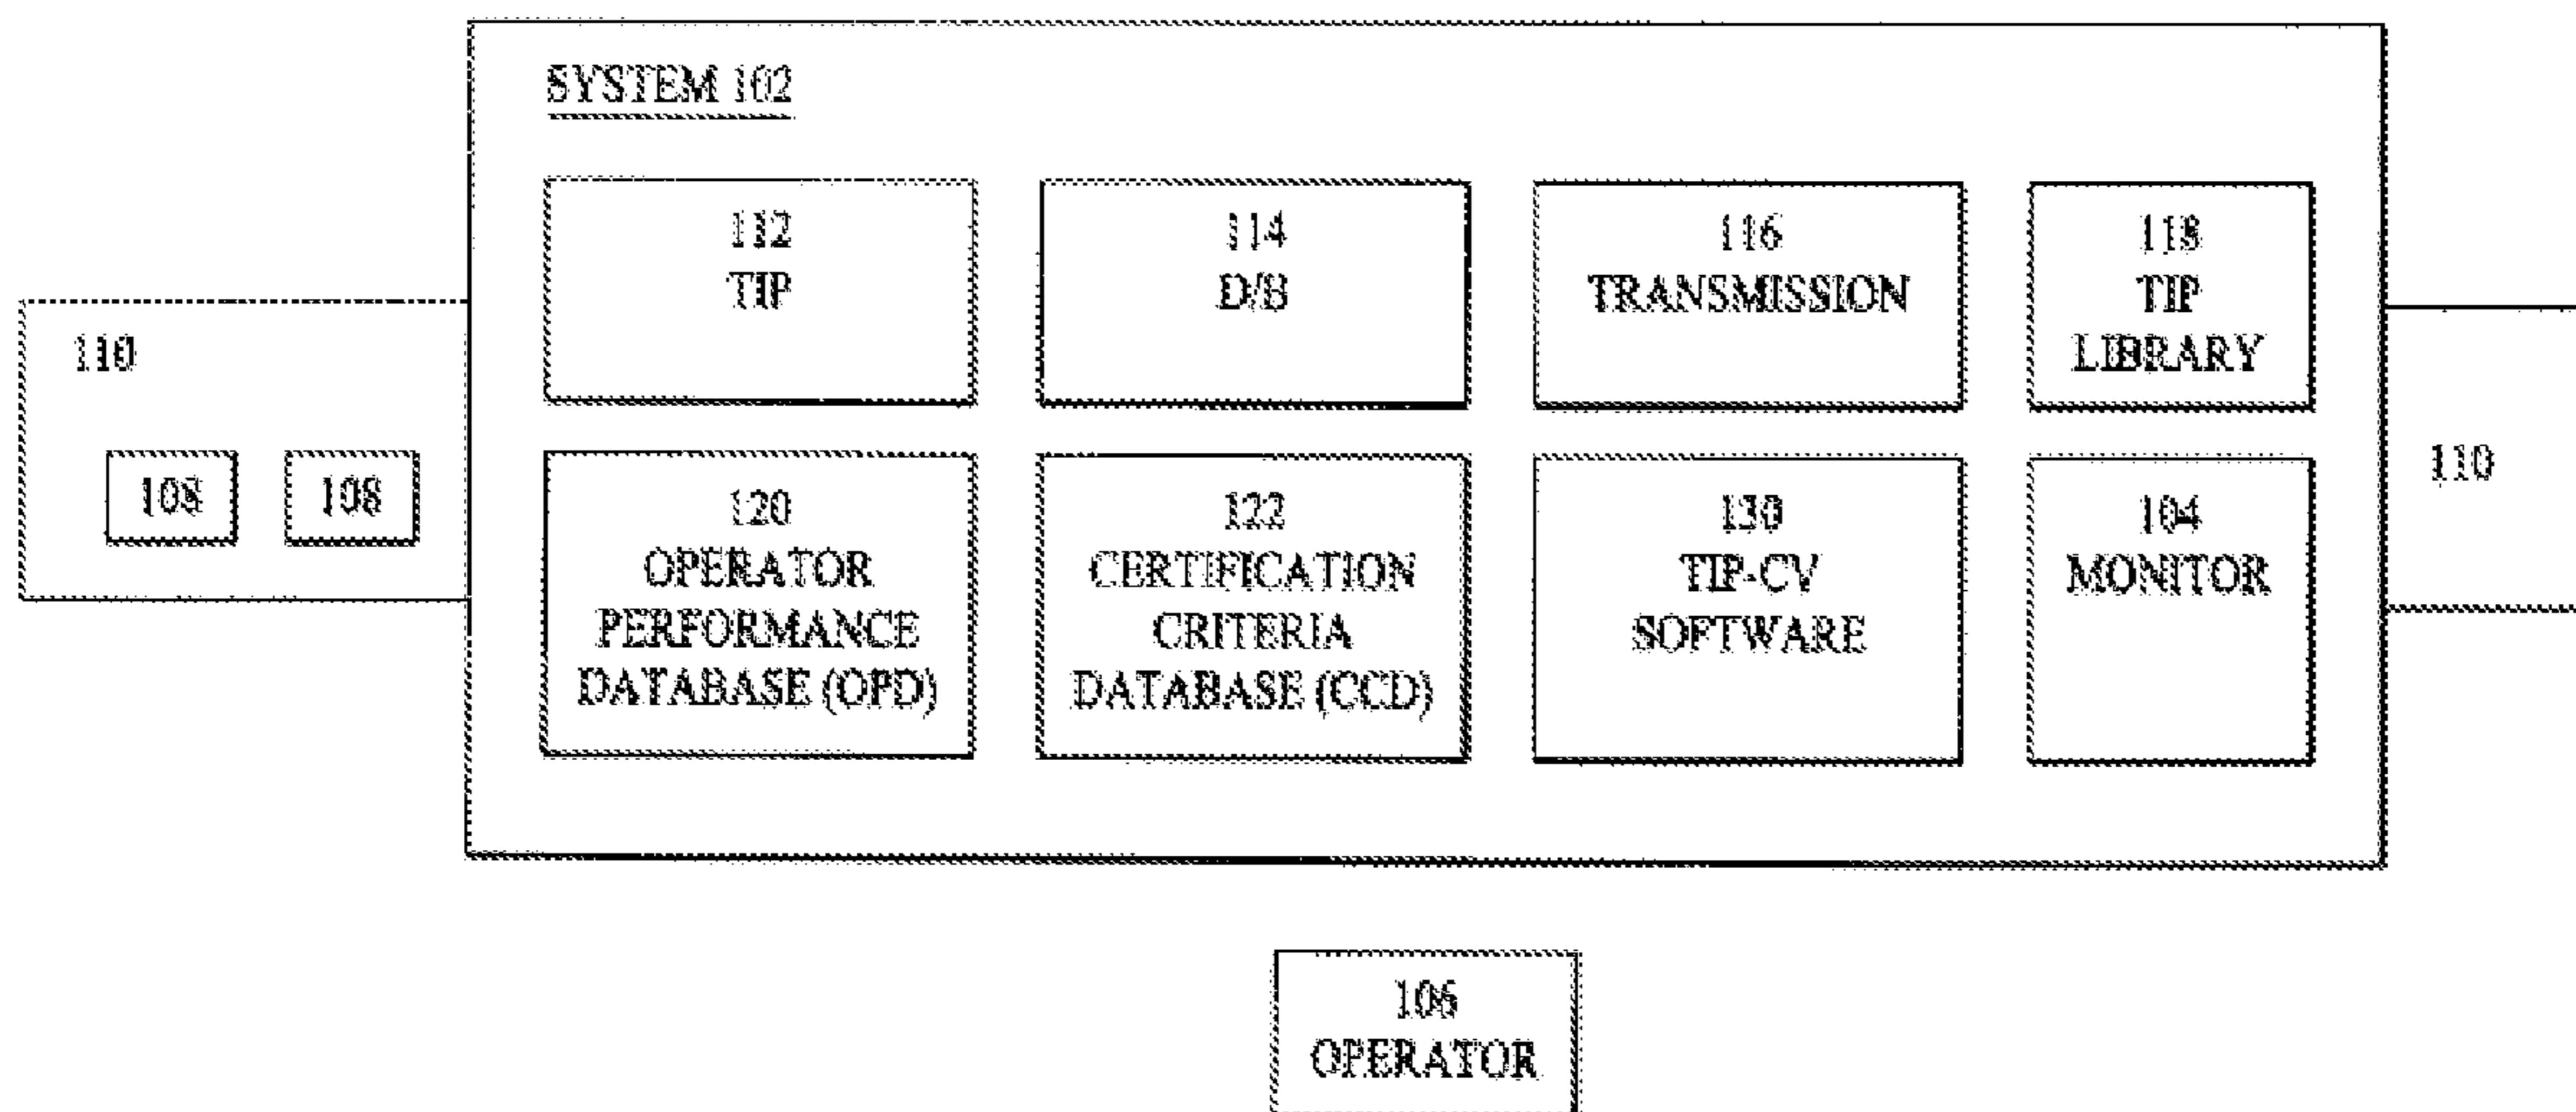 SYSTEM 102
112
TIP
114
D/B
116
TRANSMISSION
118
TIP
LIBRARY
110
108
108
120
OPERATOR
PERFORMANCE
DATABASE (OPD)
122
CERTIFICATION
CRITERIA
DATABASE (CCD)
130
TIP-CV
SOFTWARE
104
MONITOR
110
106
OPERATOR